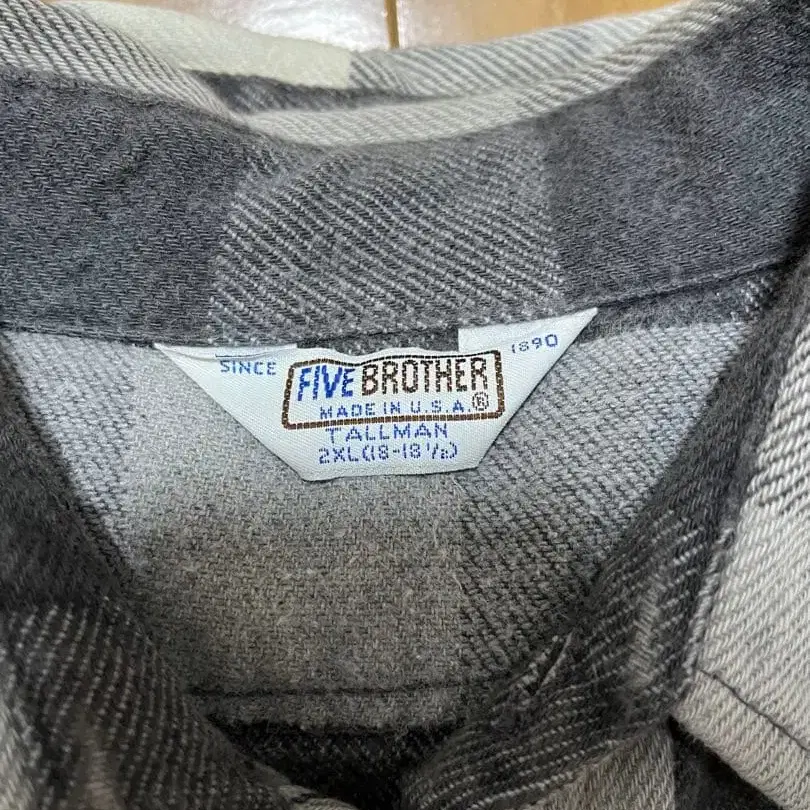 SINCE 1890
FIVE BROTHER
MADE IN U.S.A.®
TALLMAN
2XL(18-18 1/2)